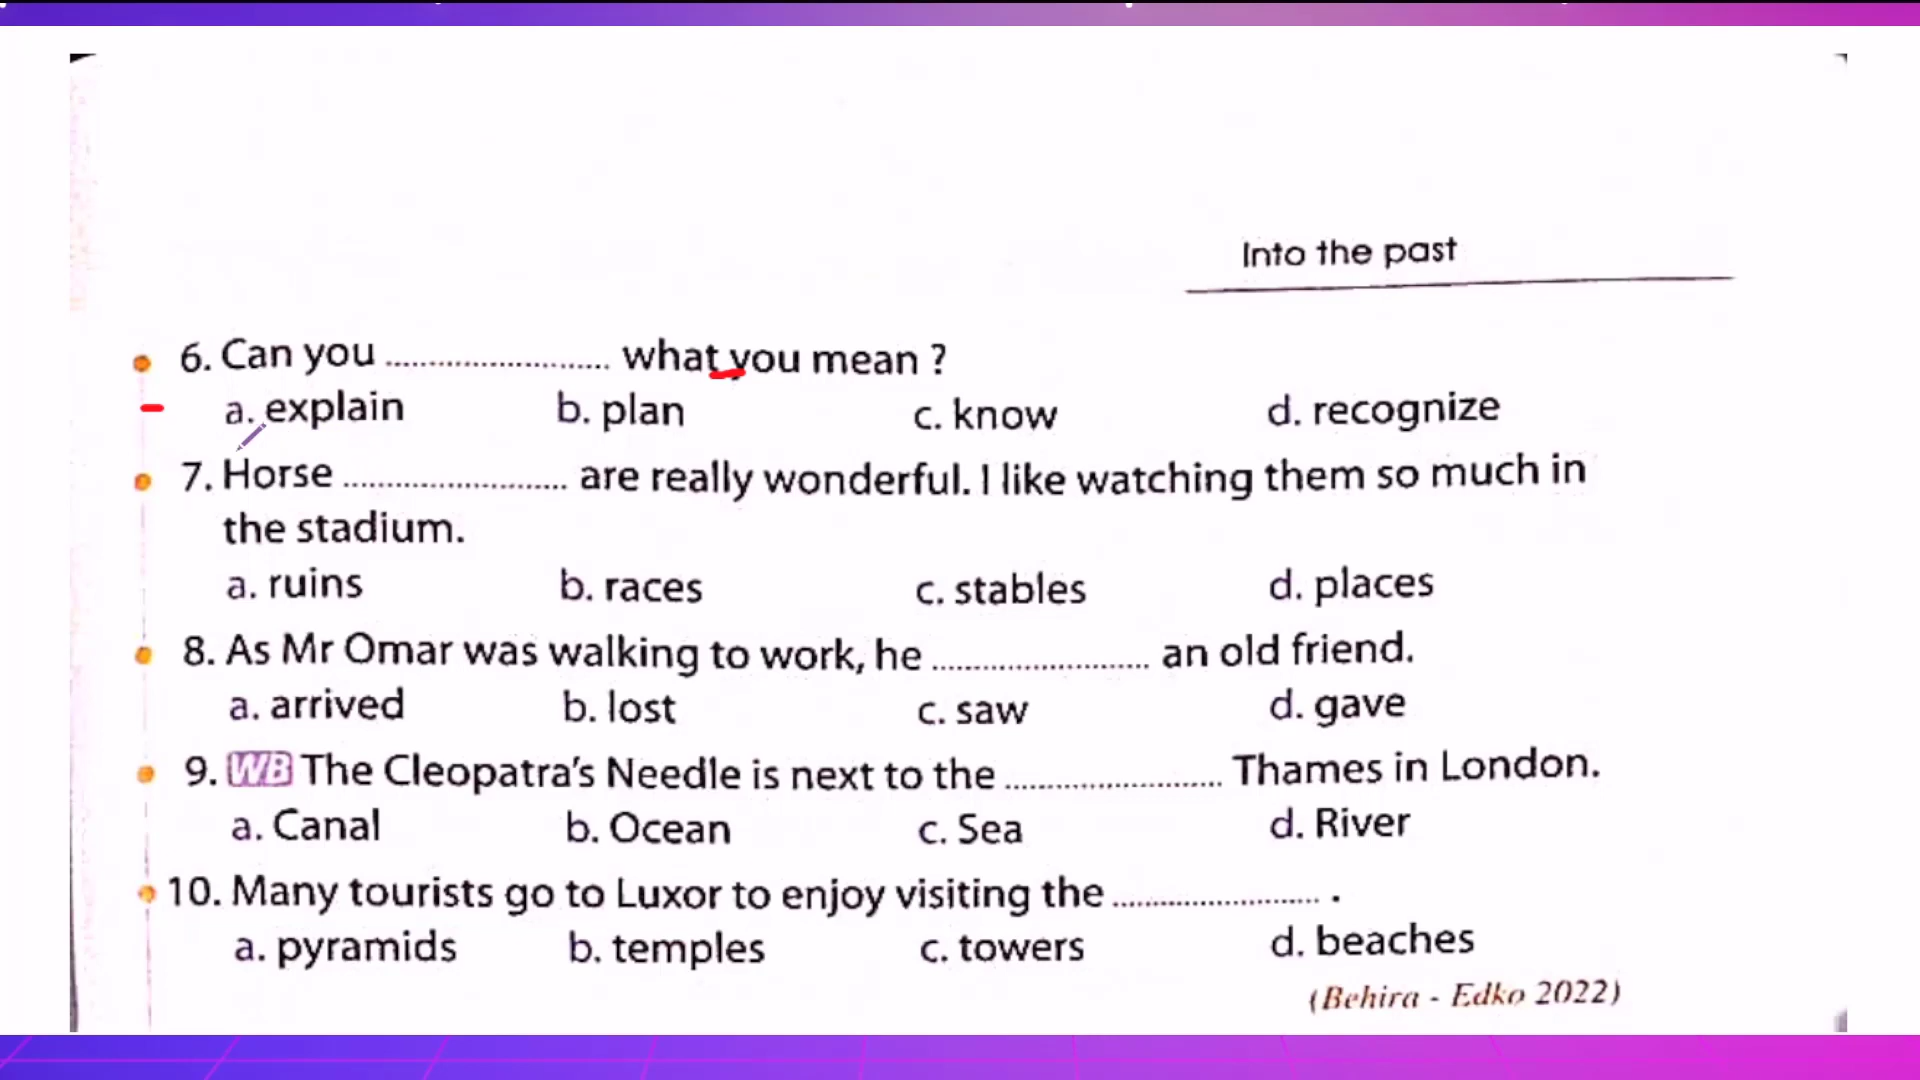 Into the past
6. Can you ........................ what you mean ?
a. explain b. plan c. know d. recognize
7. Horse ........................ are really wonderful. I like watching them so much in
the stadium.
a. ruins b. races c. stables d. places
8. As Mr Omar was walking to work, he ........................ an old friend.
a. arrived b. lost c. saw d. gave
9. WB The Cleopatra's Needle is next to the ........................ Thames in London.
a. Canal b. Ocean c. Sea d. River
10. Many tourists go to Luxor to enjoy visiting the ........................ .
a. pyramids b. temples c. towers d. beaches
(Behira - Edko 2022)